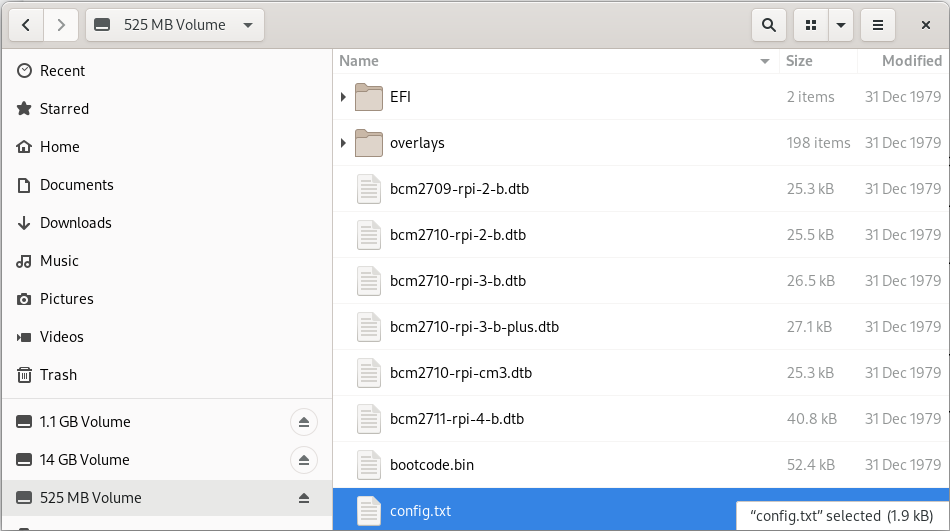 525 MB Volume
Name Size Modified
Recent
Starred
Home
Documents
Downloads
Music
Pictures
Videos
Trash
1.1 GB Volume
14 GB Volume
525 MB Volume
EFI 2 items 31 Dec 1979
overlays 198 items 31 Dec 1979
bcm2709-rpi-2-b.dtb 25.3 kB 31 Dec 1979
bcm2710-rpi-2-b.dtb 25.5 kB 31 Dec 1979
bcm2710-rpi-3-b.dtb 26.5 kB 31 Dec 1979
bcm2710-rpi-3-b-plus.dtb 27.1 kB 31 Dec 1979
bcm2710-rpi-cm3.dtb 25.3 kB 31 Dec 1979
bcm2711-rpi-4-b.dtb 40.8 kB 31 Dec 1979
bootcode.bin 52.4 kB 31 Dec 1979
config.txt
“config.txt” selected (1.9 kB)